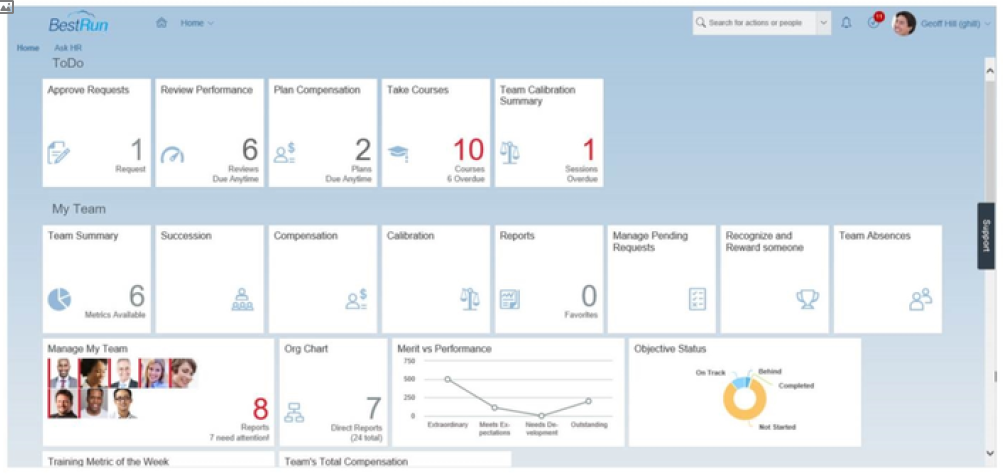 BestRun
Home
Search for actions or people
11
Geoff Hill (ghill)
Home
Ask HR
ToDo
Approve Requests
1
Request
Review Performance
6
Reviews
Due Anytime
Plan Compensation
2
Plans
Due Anytime
Take Courses
10
Courses
6 Overdue
Team Calibration
Summary
1
Sessions
Overdue
My Team
Team Summary
6
Metrics Available
Succession
Compensation
Calibration
Reports
0
Favorites
Manage Pending
Requests
Recognize and
Reward someone
Team Absences
Support
Manage My Team
8
Reports
7 need attention!
Org Chart
7
Direct Reports
(24 total)
Merit vs Performance
750
500
250
0
Extraordinary
Meets Ex-
pectations
Needs De-
velopment
Outstanding
Objective Status
On Track
Behind
Completed
Not Started
Training Metric of the Week
Team's Total Compensation